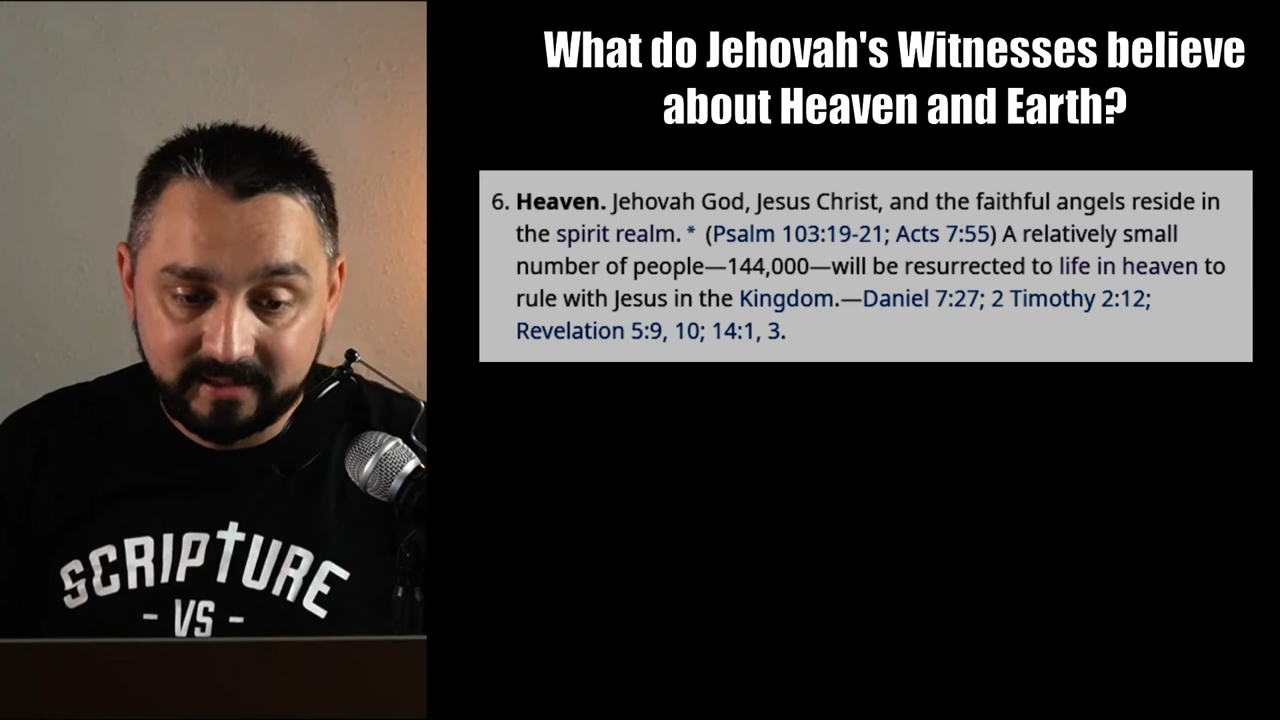 What do Jehovah's Witnesses believe
about Heaven and Earth?
6. Heaven. Jehovah God, Jesus Christ, and the faithful angels reside in
the spirit realm. * (Psalm 103:19-21; Acts 7:55) A relatively small
number of people—144,000—will be resurrected to life in heaven to
rule with Jesus in the Kingdom.—Daniel 7:27; 2 Timothy 2:12;
Revelation 5:9, 10; 14:1, 3.
SCRIPTURE
- VS -